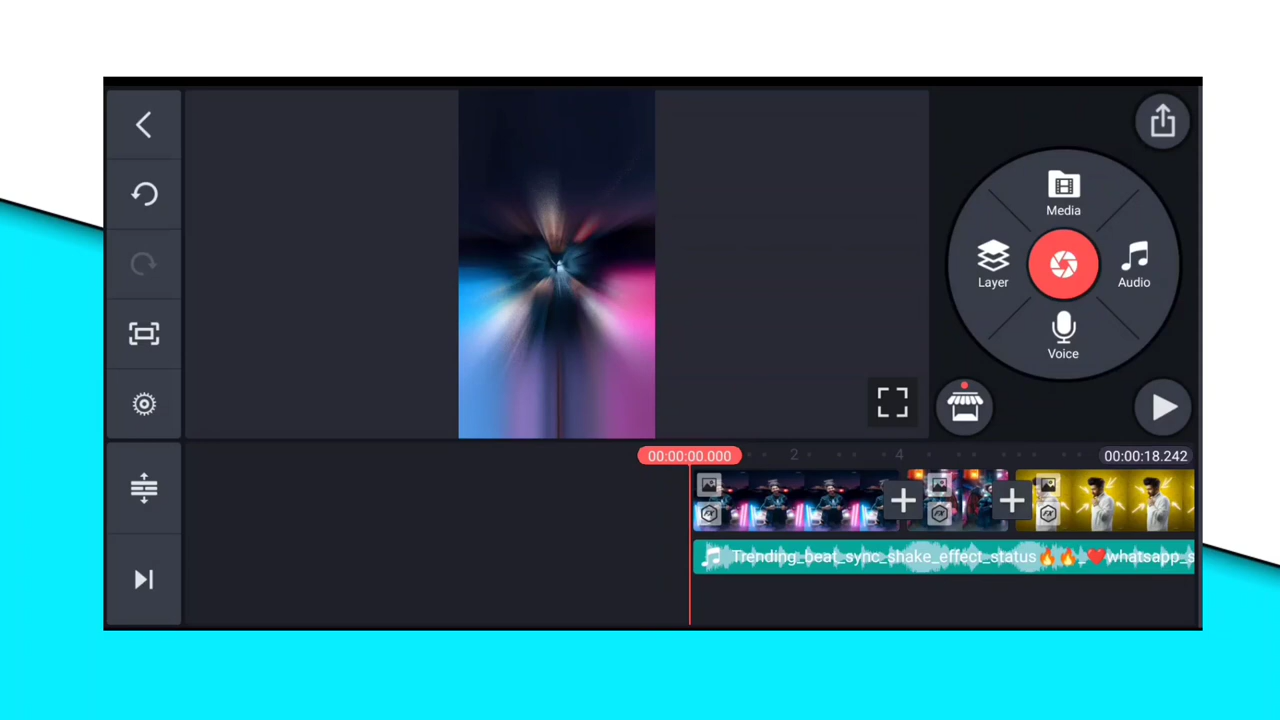 Media
Layer
Audio
Voice
00:00:00.000
2
4
00:00:18.242
Trending_beat_sync_shake_effect_status🔥🔥_❤️whatsapp_s